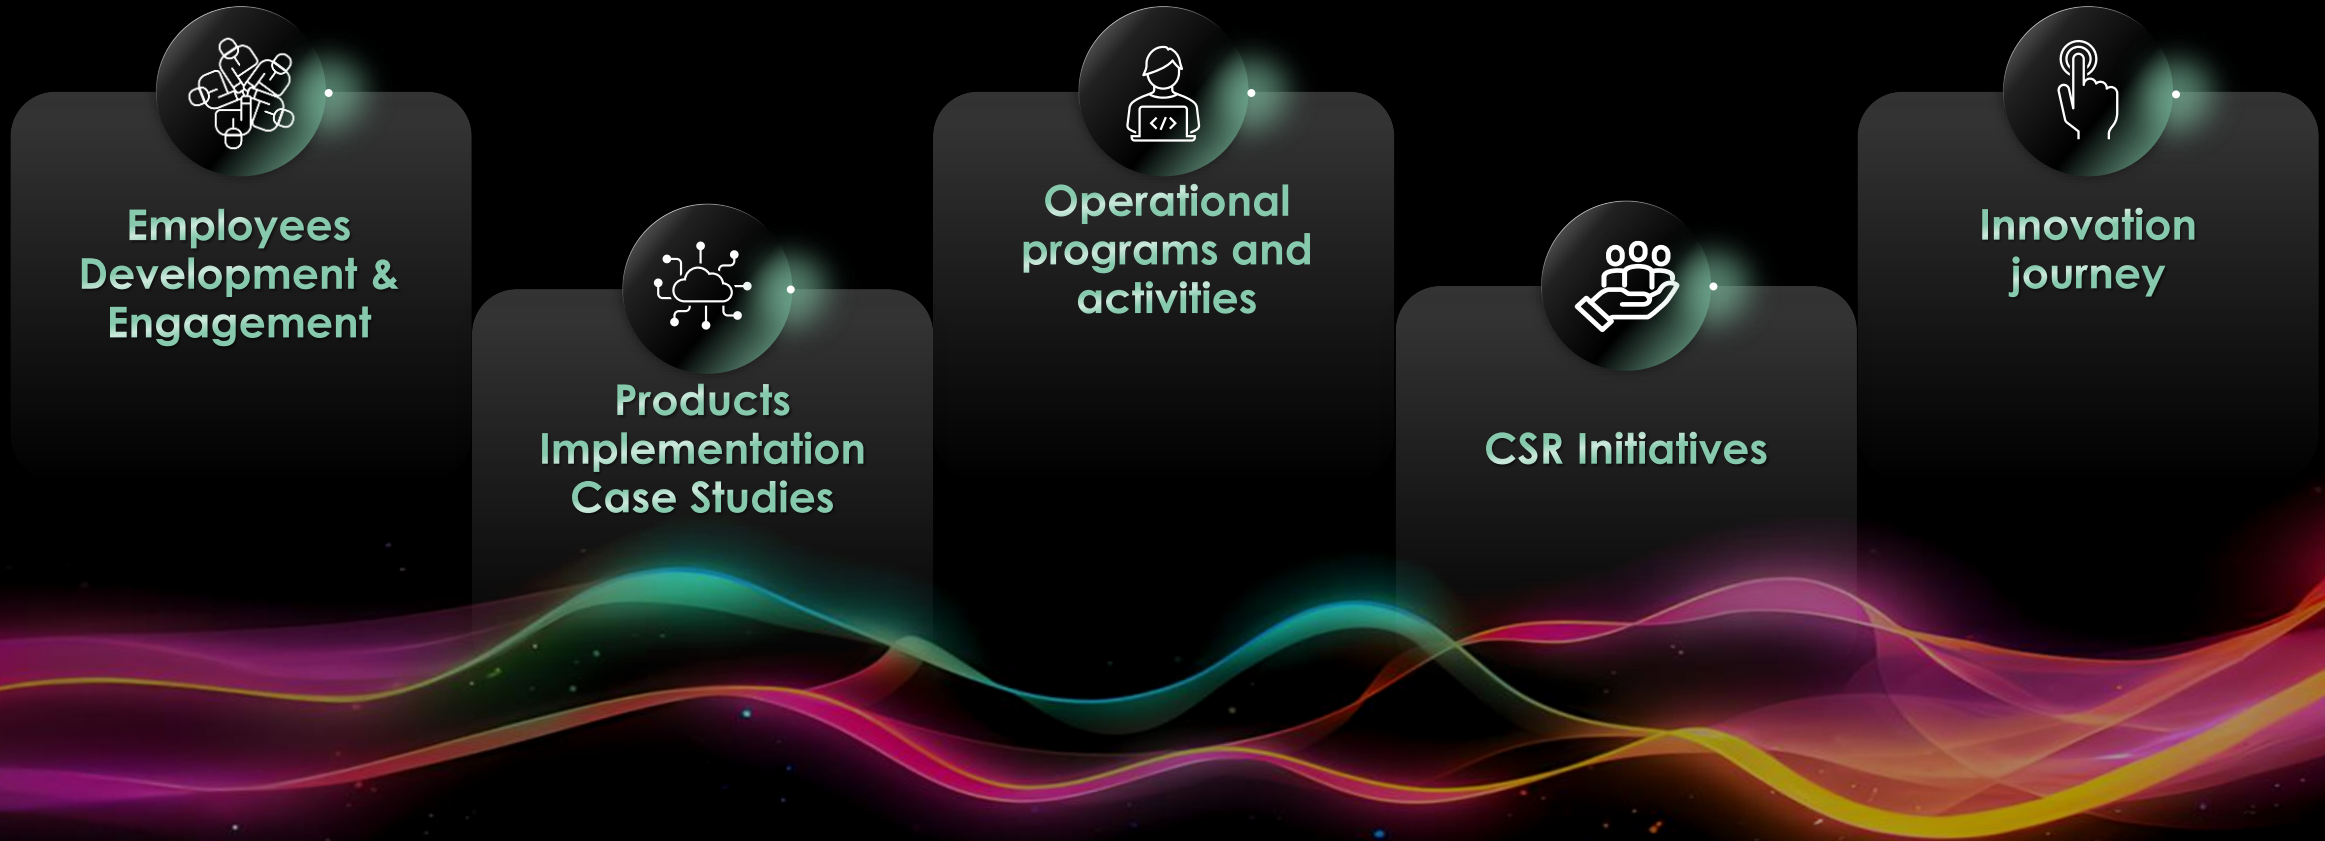 Employees
Development &
Engagement
Products
Implementation
Case Studies
Operational
programs and
activities
</>
CSR Initiatives
Innovation
journey